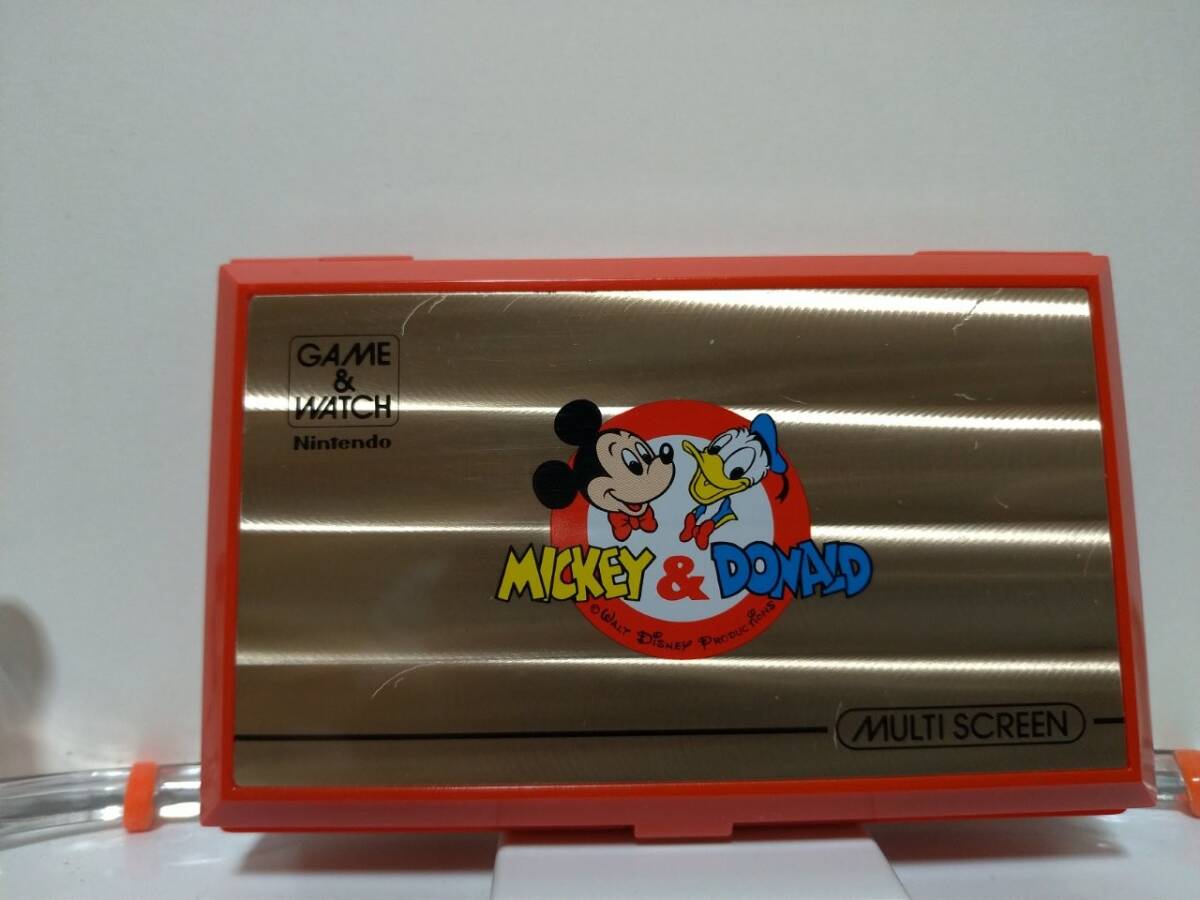 GAME
&
WATCH
Nintendo
MICKEY & DONALD
© WALT DISNEY PRODUCTIONS
MULTI SCREEN